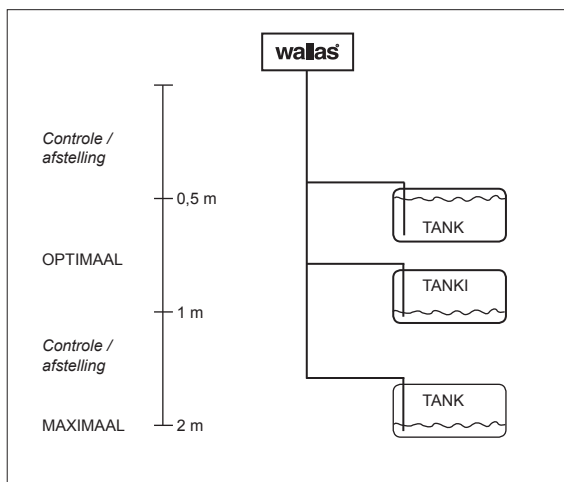 wallas
Controle /
afstelling
0,5 m
TANK
OPTIMAAL
TANKI
1 m
Controle /
afstelling
TANK
MAXIMAAL
2 m